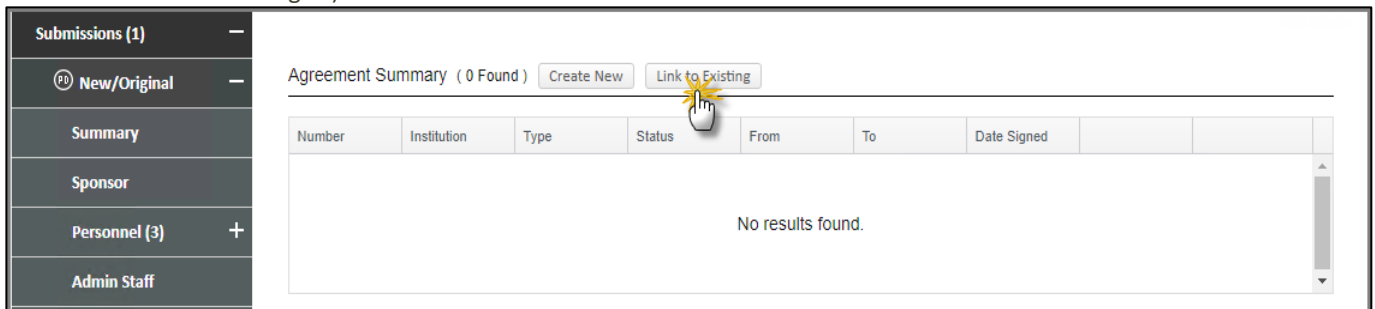 Submissions (1)
PD New/Original
Summary
Sponsor
Personnel (3)
Admin Staff
Agreement Summary ( 0 Found ) Create New Link to Existing
Number Institution Type Status From To Date Signed
No results found.